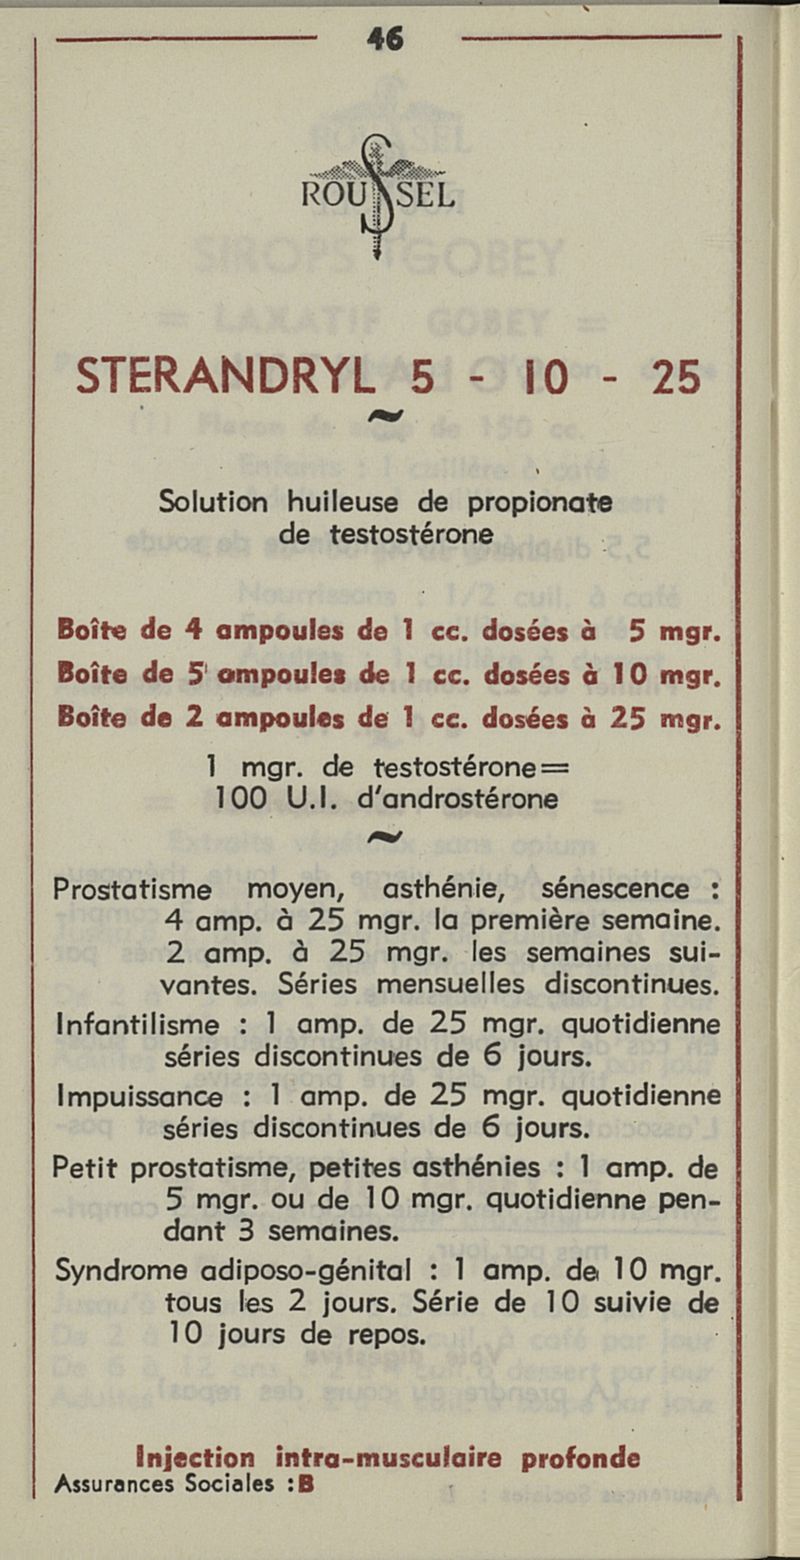 46
ROUSSEL
STERANDRYL 5 - 10 - 25
~
Solution huileuse de propionate
de testostérone
Boîte de 4 ampoules de 1 cc. dosées à 5 mgr.
Boîte de 5 ampoules de 1 cc. dosées à 10 mgr.
Boîte de 2 ampoules de 1 cc. dosées à 25 mgr.
1 mgr. de testostérone=
100 U.I. d'androstérone
~
Prostatisme moyen, asthénie, sénescence :
4 amp. à 25 mgr. la première semaine.
2 amp. à 25 mgr. les semaines sui-
vantes. Séries mensuelles discontinues.
Infantilisme : 1 amp. de 25 mgr. quotidienne
séries discontinues de 6 jours.
Impuissance : 1 amp. de 25 mgr. quotidienne
séries discontinues de 6 jours.
Petit prostatisme, petites asthénies : 1 amp. de
5 mgr. ou de 10 mgr. quotidienne pen-
dant 3 semaines.
Syndrome adiposo-génital : 1 amp. de 10 mgr.
tous les 2 jours. Série de 10 suivie de
10 jours de repos.
Injection intra-musculaire profonde
Assurances Sociales : B